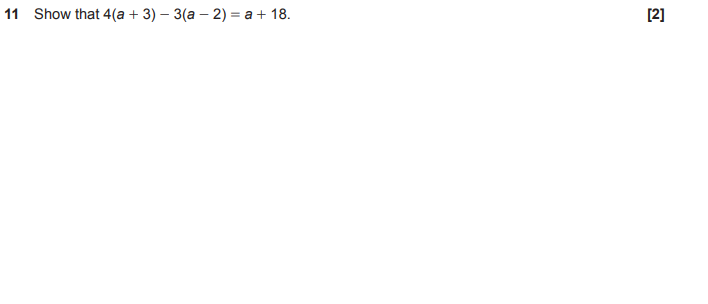 11 Show that 4(a + 3) – 3(a – 2) = a + 18. [2]